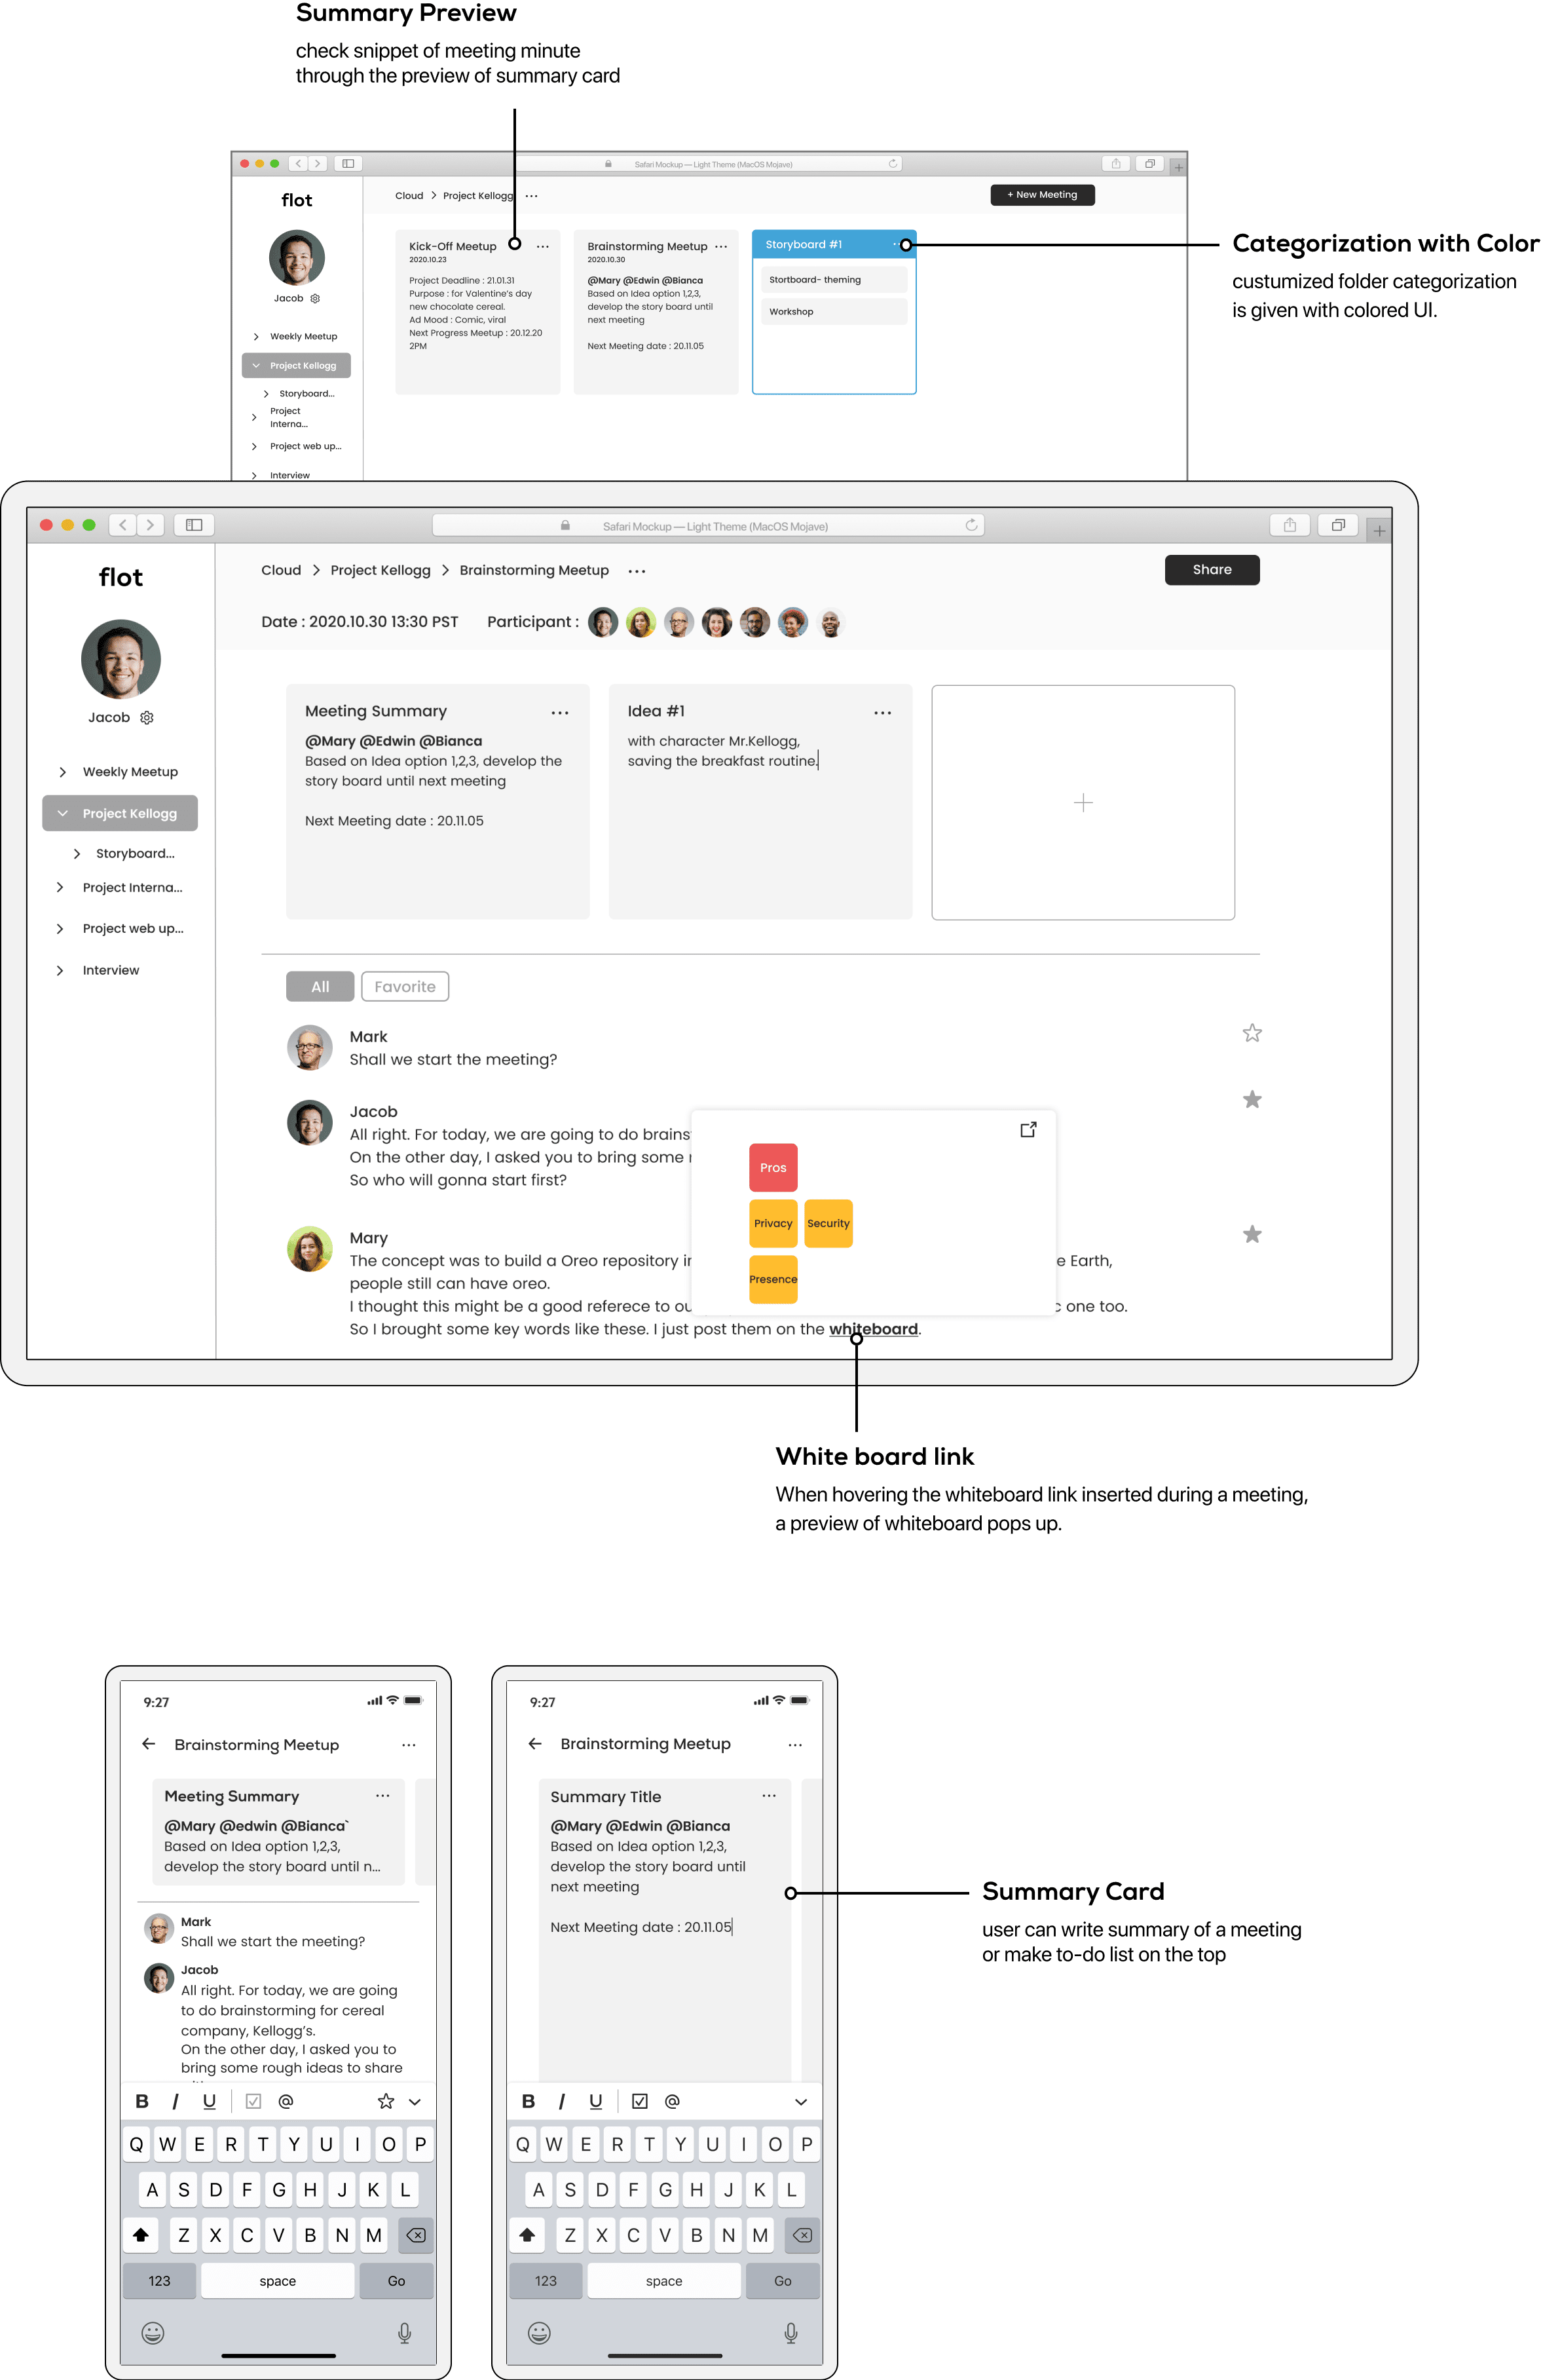 Summary Preview
check snippet of meeting minute
through the preview of summary card
Safari Mockup — Light Theme (MacOS Mojave)
flot
Cloud > Project Kellogg ...
+ New Meeting
Jacob
Weekly Meetup
Project Kellogg
Storyboard...
Project
Interna...
Project web up...
Interview
Kick-Off Meetup ...
2020.10.23
Project Deadline : 21.01.31
Purpose : for Valentine's day
new chocolate cereal.
Ad Mood : Comic, viral
Next Progress Meetup : 20.12.20
2PM
Brainstorming Meetup ...
2020.10.30
@Mary @Edwin @Bianca
Based on Idea option 1,2,3,
develop the story board until
next meeting
Next Meeting date : 20.11.05
Storyboard #1
Stortboard- theming
Workshop
Categorization with Color
custumized folder categorization
is given with colored UI.
Safari Mockup — Light Theme (MacOS Mojave)
flot
Jacob
Weekly Meetup
Project Kellogg
Storyboard...
Project Interna...
Project web up...
Interview
Cloud > Project Kellogg > Brainstorming Meetup ...
Share
Date : 2020.10.30 13:30 PST Participant :
Meeting Summary ...
@Mary @Edwin @Bianca
Based on Idea option 1,2,3, develop the
story board until next meeting
Next Meeting date : 20.11.05
Idea #1 ...
with character Mr.Kellogg,
saving the breakfast routine.
+
All Favorite
Mark
Shall we start the meeting?
Jacob
All right. For today, we are going to do brains
On the other day, I asked you to bring some
So who will gonna start first?
Mary
The concept was to build a Oreo repository in
e Earth,
people still can have oreo.
I thought this might be a good referece to ou
c one too.
So I brought some key words like these. I just post them on the whiteboard.
Pros
Privacy Security
Presence
White board link
When hovering the whiteboard link inserted during a meeting,
a preview of whiteboard pops up.
9:27
Brainstorming Meetup ...
Meeting Summary ...
@Mary @edwin @Bianca`
Based on Idea option 1,2,3,
develop the story board until n...
Mark
Shall we start the meeting?
Jacob
All right. For today, we are going
to do brainstorming for cereal
company, Kellogg's.
On the other day, I asked you to
bring some rough ideas to share
B I U @
Q W E R T Y U I O P
A S D F G H J K L
Z X C V B N M
123 space Go
9:27
Brainstorming Meetup ...
Summary Title ...
@Mary @Edwin @Bianca
Based on Idea option 1,2,3,
develop the story board until
next meeting
Next Meeting date : 20.11.05
B I U @
Q W E R T Y U I O P
A S D F G H J K L
Z X C V B N M
123 space Go
Summary Card
user can write summary of a meeting
or make to-do list on the top